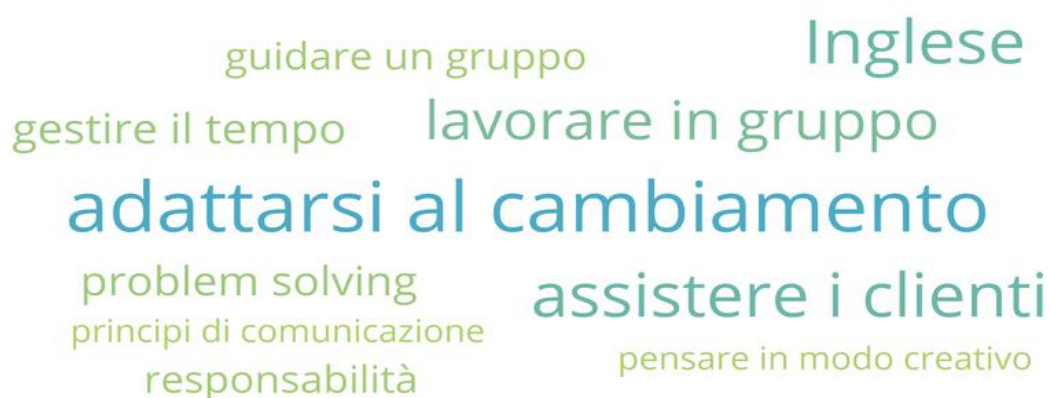 Inglese
guidare un gruppo
lavorare in gruppo
gestire il tempo
adattarsi al cambiamento
problem solving
assistere i clienti
principi di comunicazione
pensare in modo creativo
responsabilità